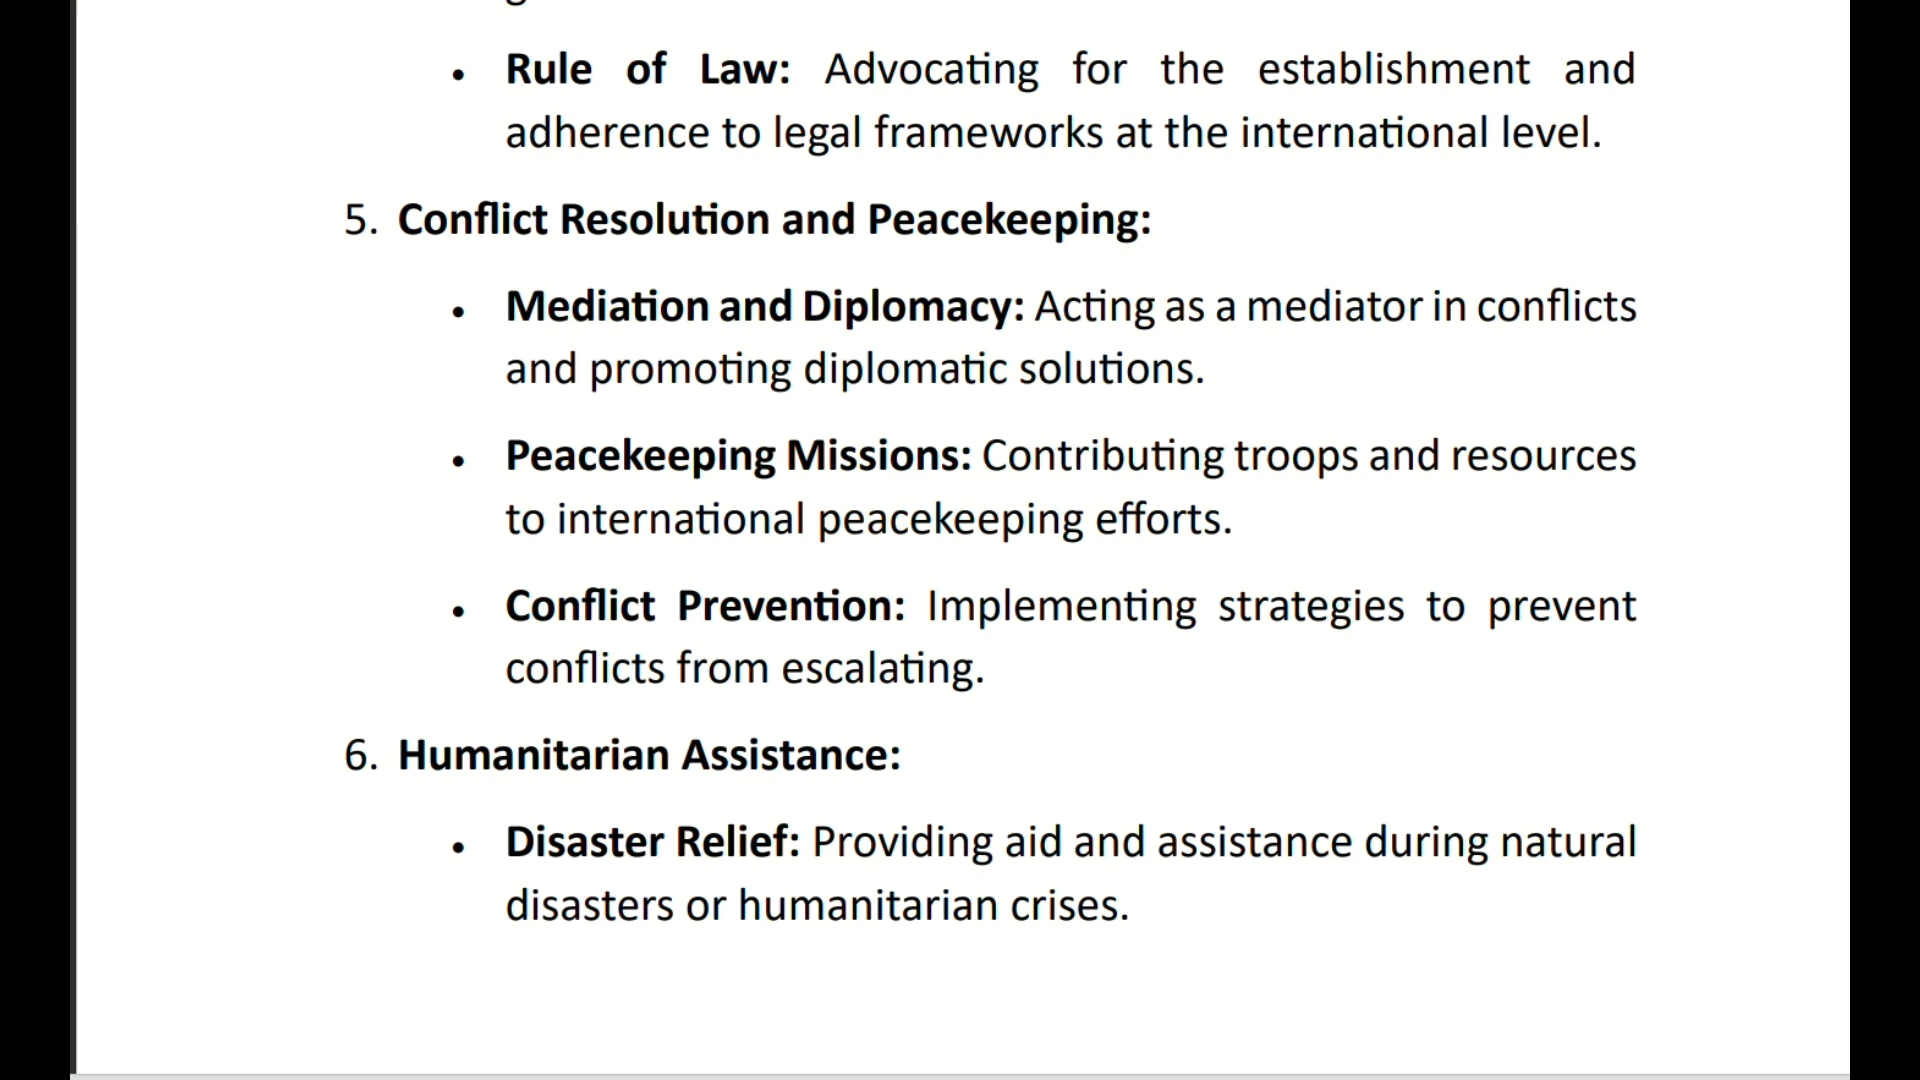 • Rule of Law: Advocating for the establishment and
adherence to legal frameworks at the international level.
5. Conflict Resolution and Peacekeeping:
• Mediation and Diplomacy: Acting as a mediator in conflicts
and promoting diplomatic solutions.
• Peacekeeping Missions: Contributing troops and resources
to international peacekeeping efforts.
• Conflict Prevention: Implementing strategies to prevent
conflicts from escalating.
6. Humanitarian Assistance:
• Disaster Relief: Providing aid and assistance during natural
disasters or humanitarian crises.